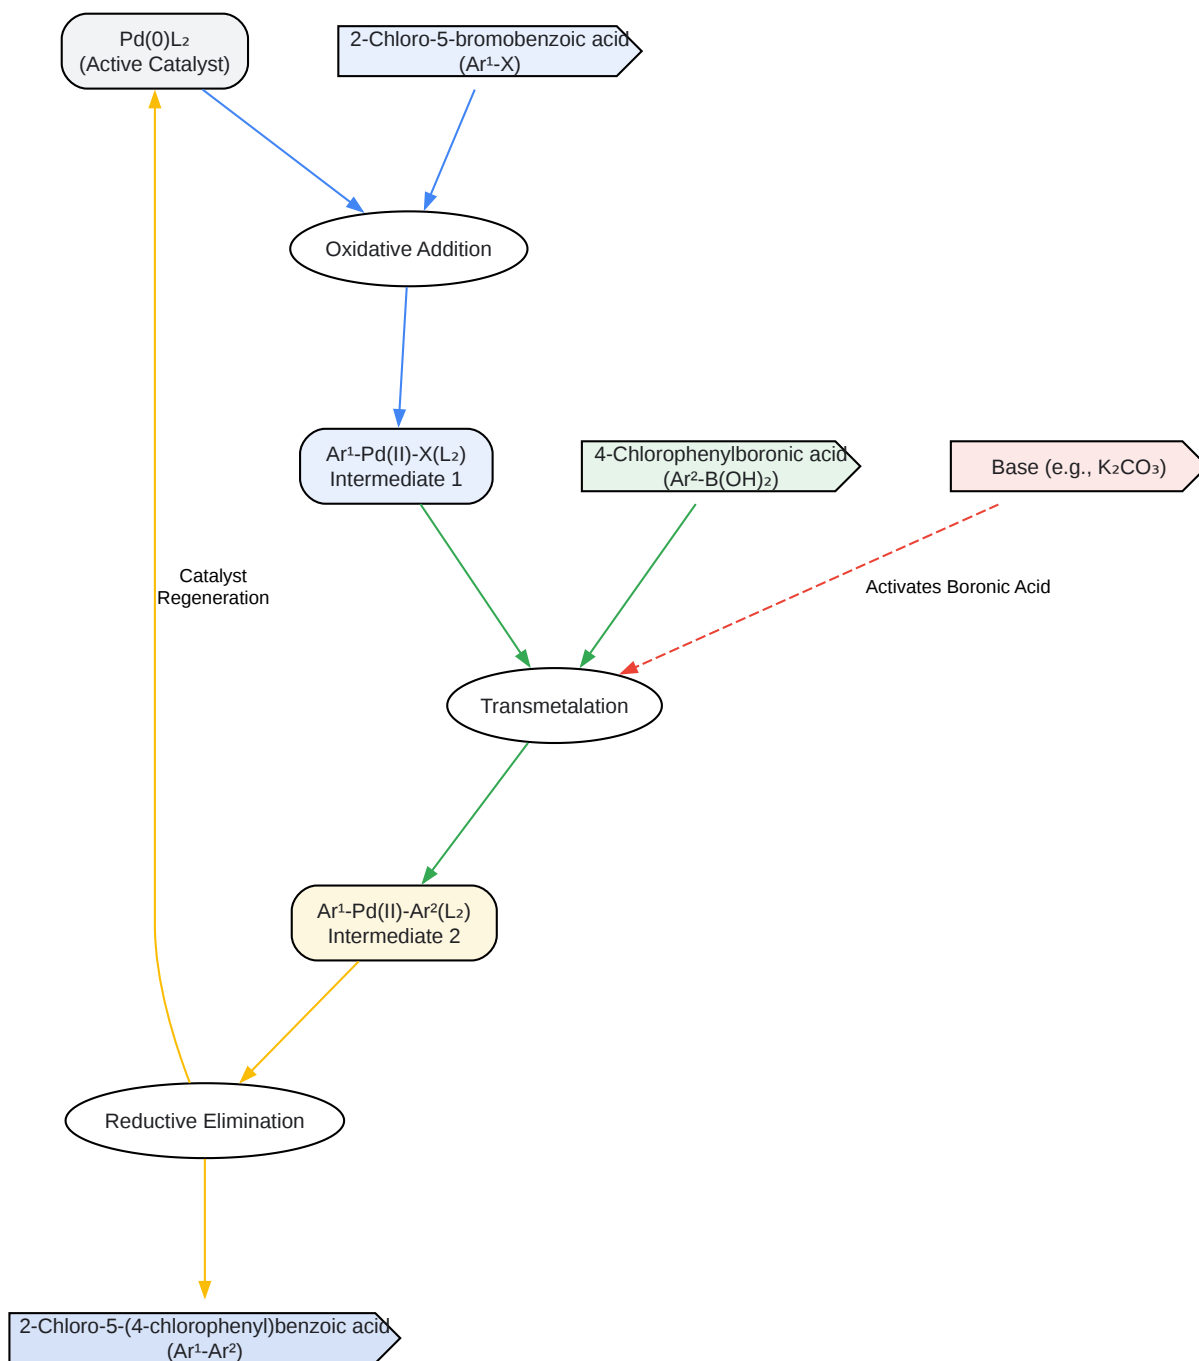 Pd(0)L₂
(Active Catalyst)
2-Chloro-5-bromobenzoic acid
(Ar¹-X)
Oxidative Addition
Ar¹-Pd(II)-X(L₂)
Intermediate 1
4-Chlorophenylboronic acid
(Ar²-B(OH)₂)
Base (e.g., K₂CO₃)
Catalyst
Regeneration
Activates Boronic Acid
Transmetalation
Ar¹-Pd(II)-Ar²(L₂)
Intermediate 2
Reductive Elimination
2-Chloro-5-(4-chlorophenyl)benzoic acid
(Ar¹-Ar²)